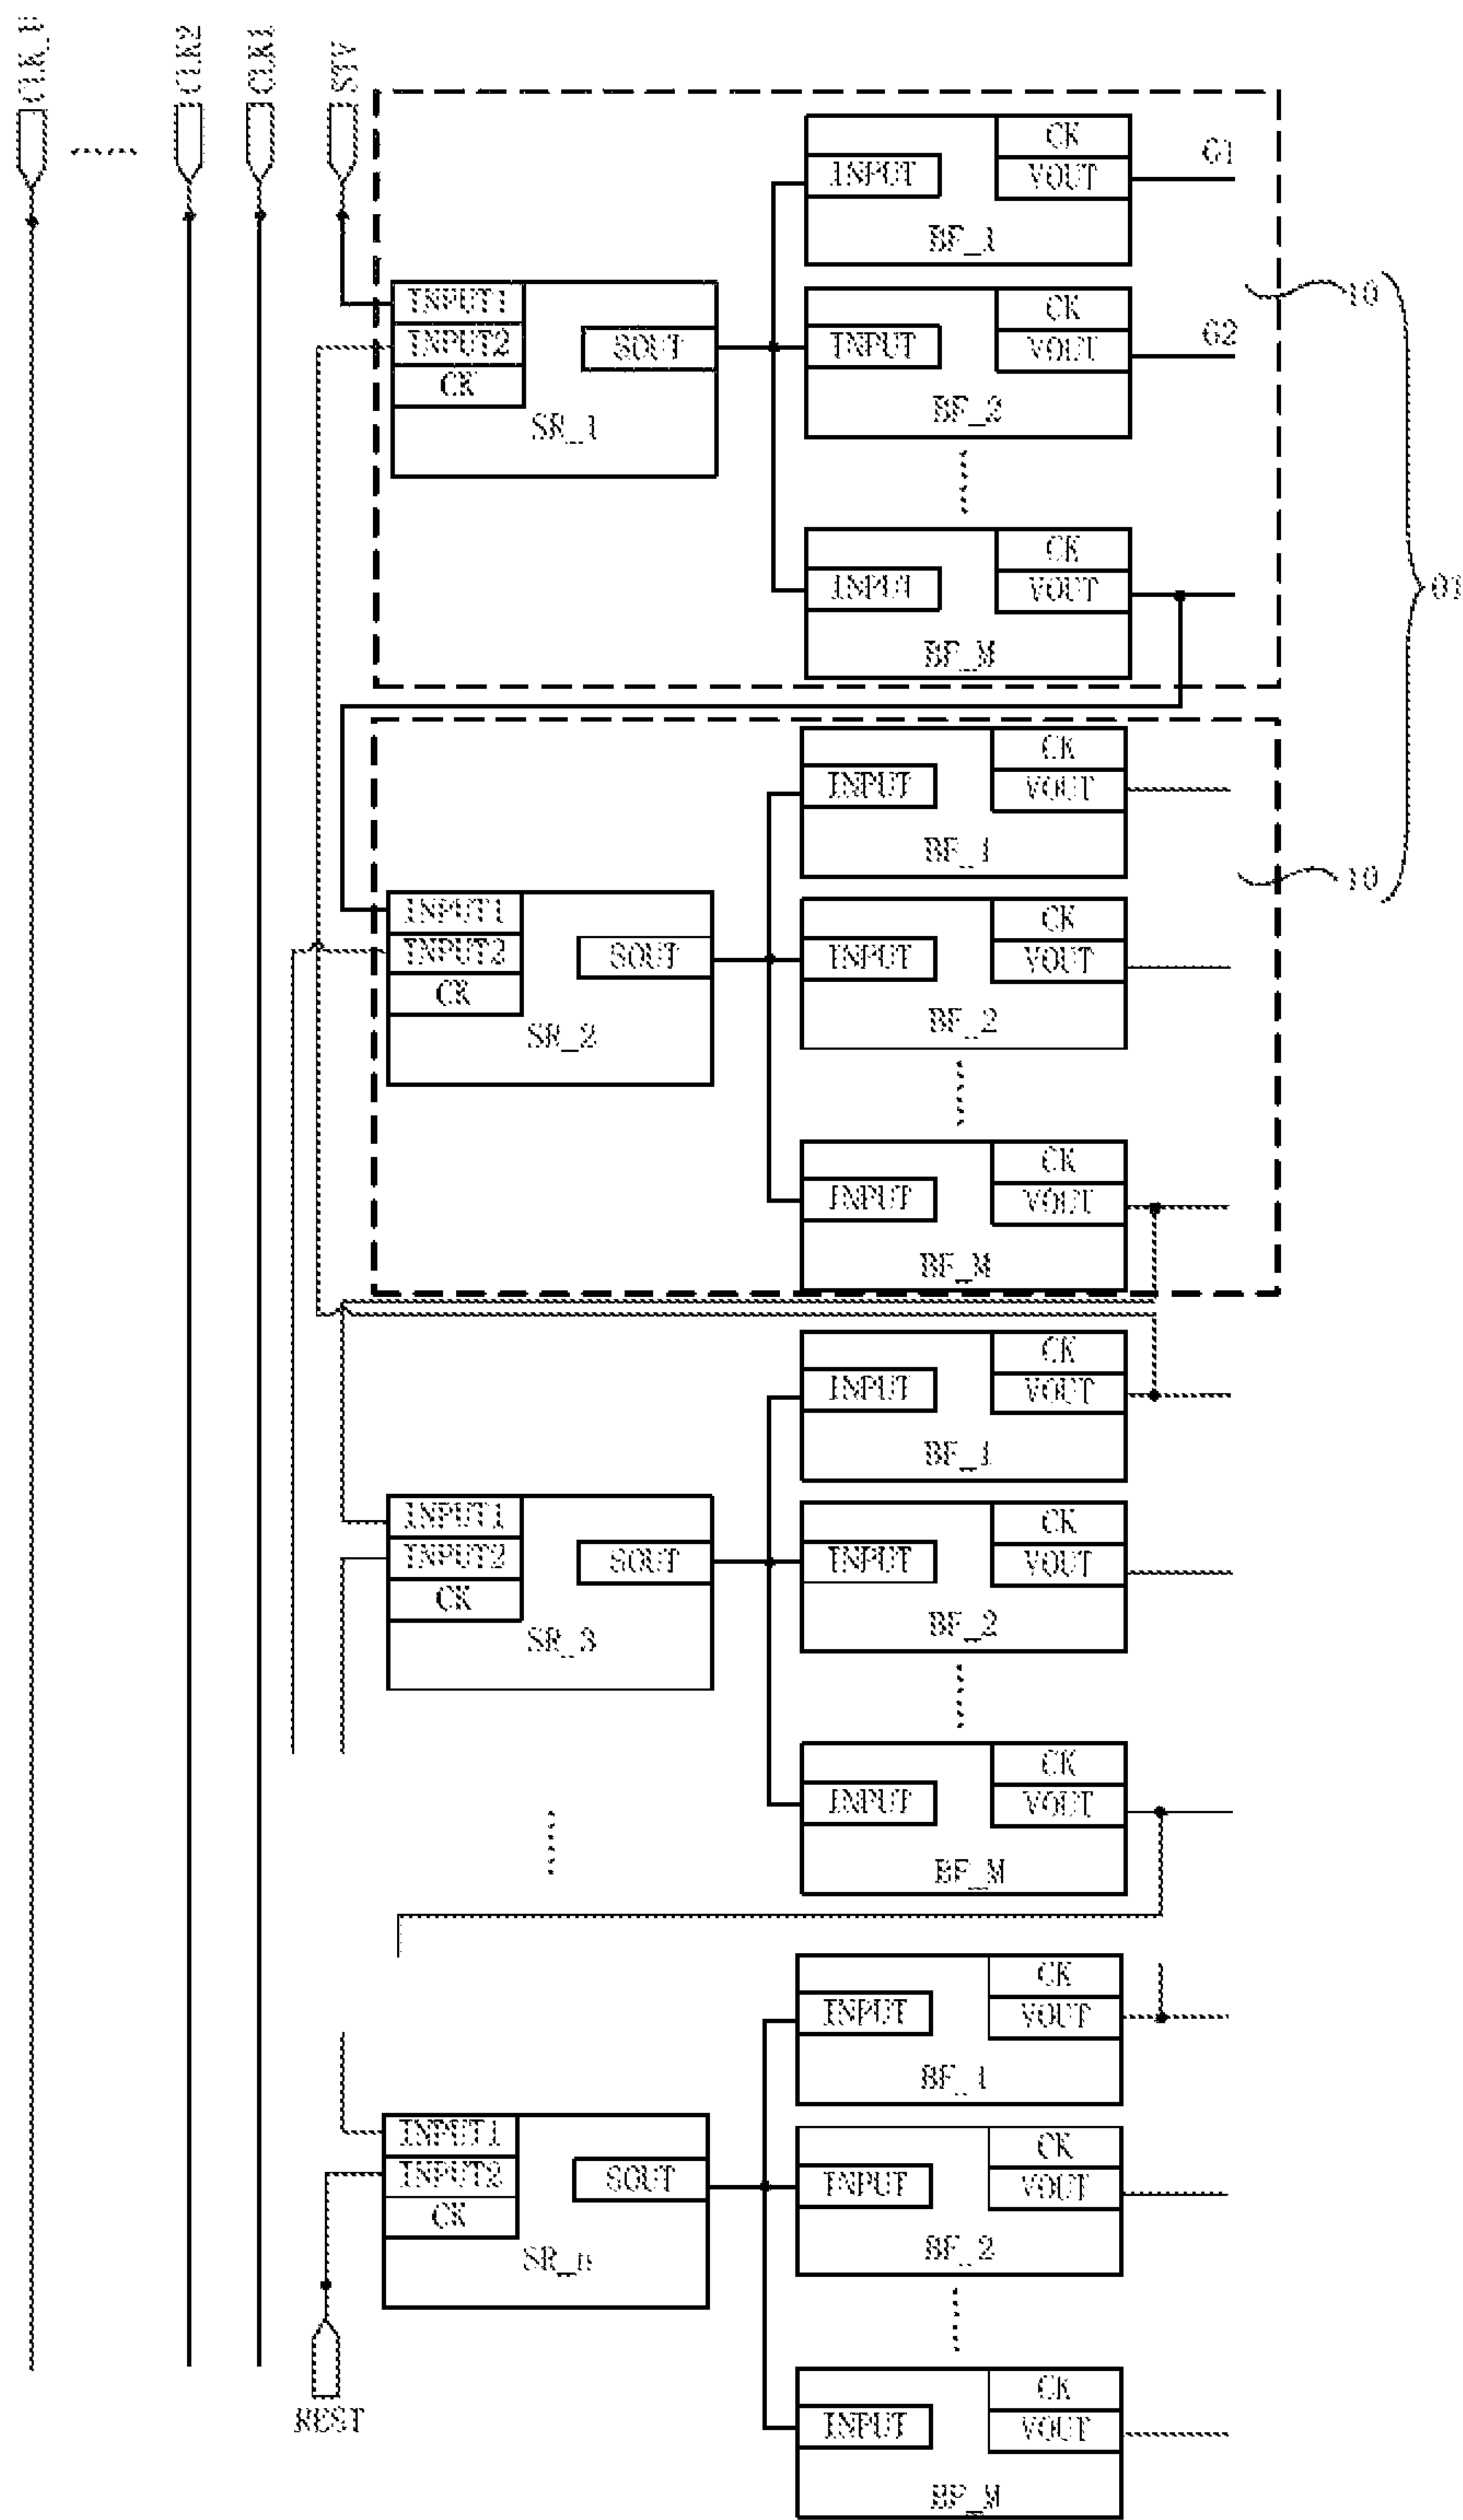 CLK_U
CLK2
CLK1
STV
CK
INPUT
VOUT
G1
BF_1
INPUT1
INPUT2
CK
SOUT
SR_1
CK
INPUT
VOUT
G2
BF_2
10
CK
INPUT
VOUT
BF_M
01
CK
INPUT
VOUT
BF_1
10
INPUT1
INPUT2
CK
SOUT
SR_2
CK
INPUT
VOUT
BF_2
CK
INPUT
VOUT
BF_M
CK
INPUT
VOUT
BF_1
INPUT1
INPUT2
CK
SOUT
SR_3
CK
INPUT
VOUT
BF_2
CK
INPUT
VOUT
BF_M
CK
INPUT
VOUT
BF_1
INPUT1
INPUT2
CK
SOUT
SR_n
CK
INPUT
VOUT
BF_2
REST
CK
INPUT
VOUT
BF_M